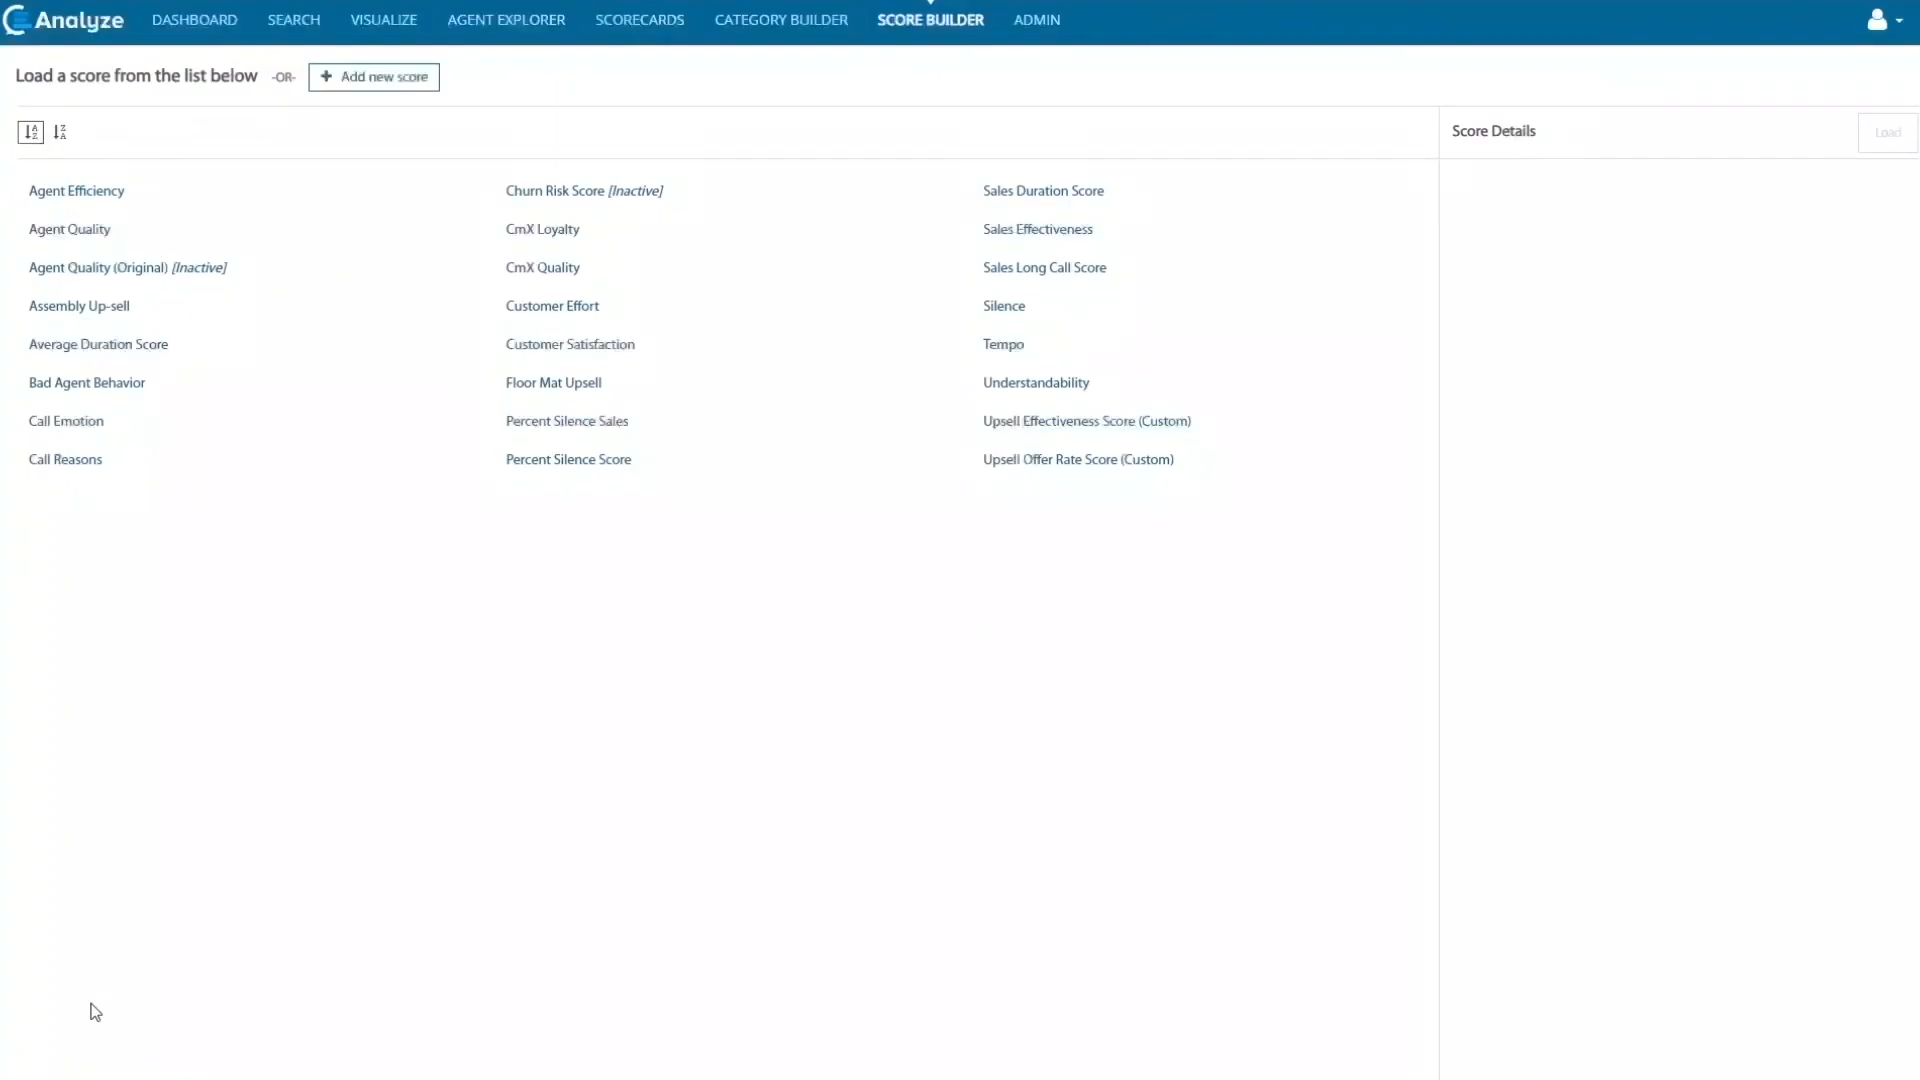 Analyze DASHBOARD SEARCH VISUALIZE AGENT EXPLORER SCORECARDS CATEGORY BUILDER SCORE BUILDER ADMIN
Load a score from the list below -OR- + Add new score
Score Details Load
Agent Efficiency
Agent Quality
Agent Quality (Original) [Inactive]
Assembly Up-sell
Average Duration Score
Bad Agent Behavior
Call Emotion
Call Reasons
Churn Risk Score [Inactive]
CmX Loyalty
CmX Quality
Customer Effort
Customer Satisfaction
Floor Mat Upsell
Percent Silence Sales
Percent Silence Score
Sales Duration Score
Sales Effectiveness
Sales Long Call Score
Silence
Tempo
Understandability
Upsell Effectiveness Score (Custom)
Upsell Offer Rate Score (Custom)